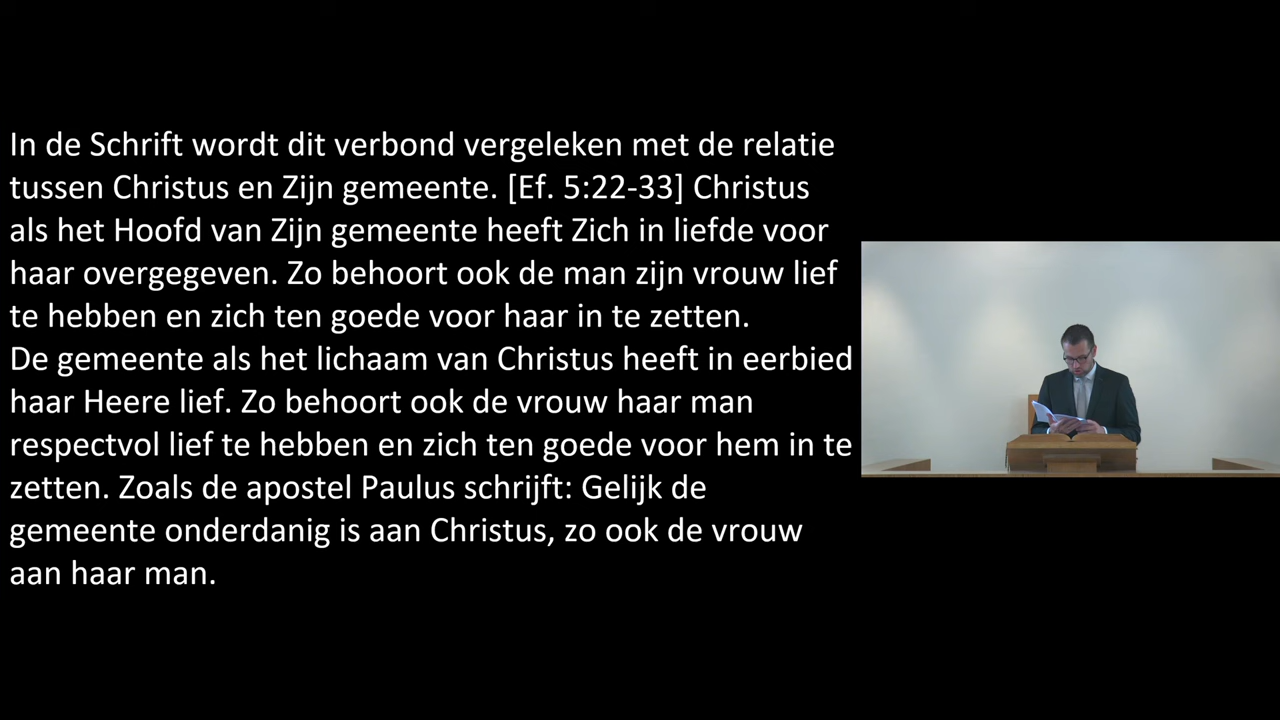 In de Schrift wordt dit verbond vergeleken met de relatie
tussen Christus en Zijn gemeente. [Ef. 5:22-33] Christus
als het Hoofd van Zijn gemeente heeft Zich in liefde voor
haar overgegeven. Zo behoort ook de man zijn vrouw lief
te hebben en zich ten goede voor haar in te zetten.
De gemeente als het lichaam van Christus heeft in eerbied
haar Heere lief. Zo behoort ook de vrouw haar man
respectvol lief te hebben en zich ten goede voor hem in te
zetten. Zoals de apostel Paulus schrijft: Gelijk de
gemeente onderdanig is aan Christus, zo ook de vrouw
aan haar man.